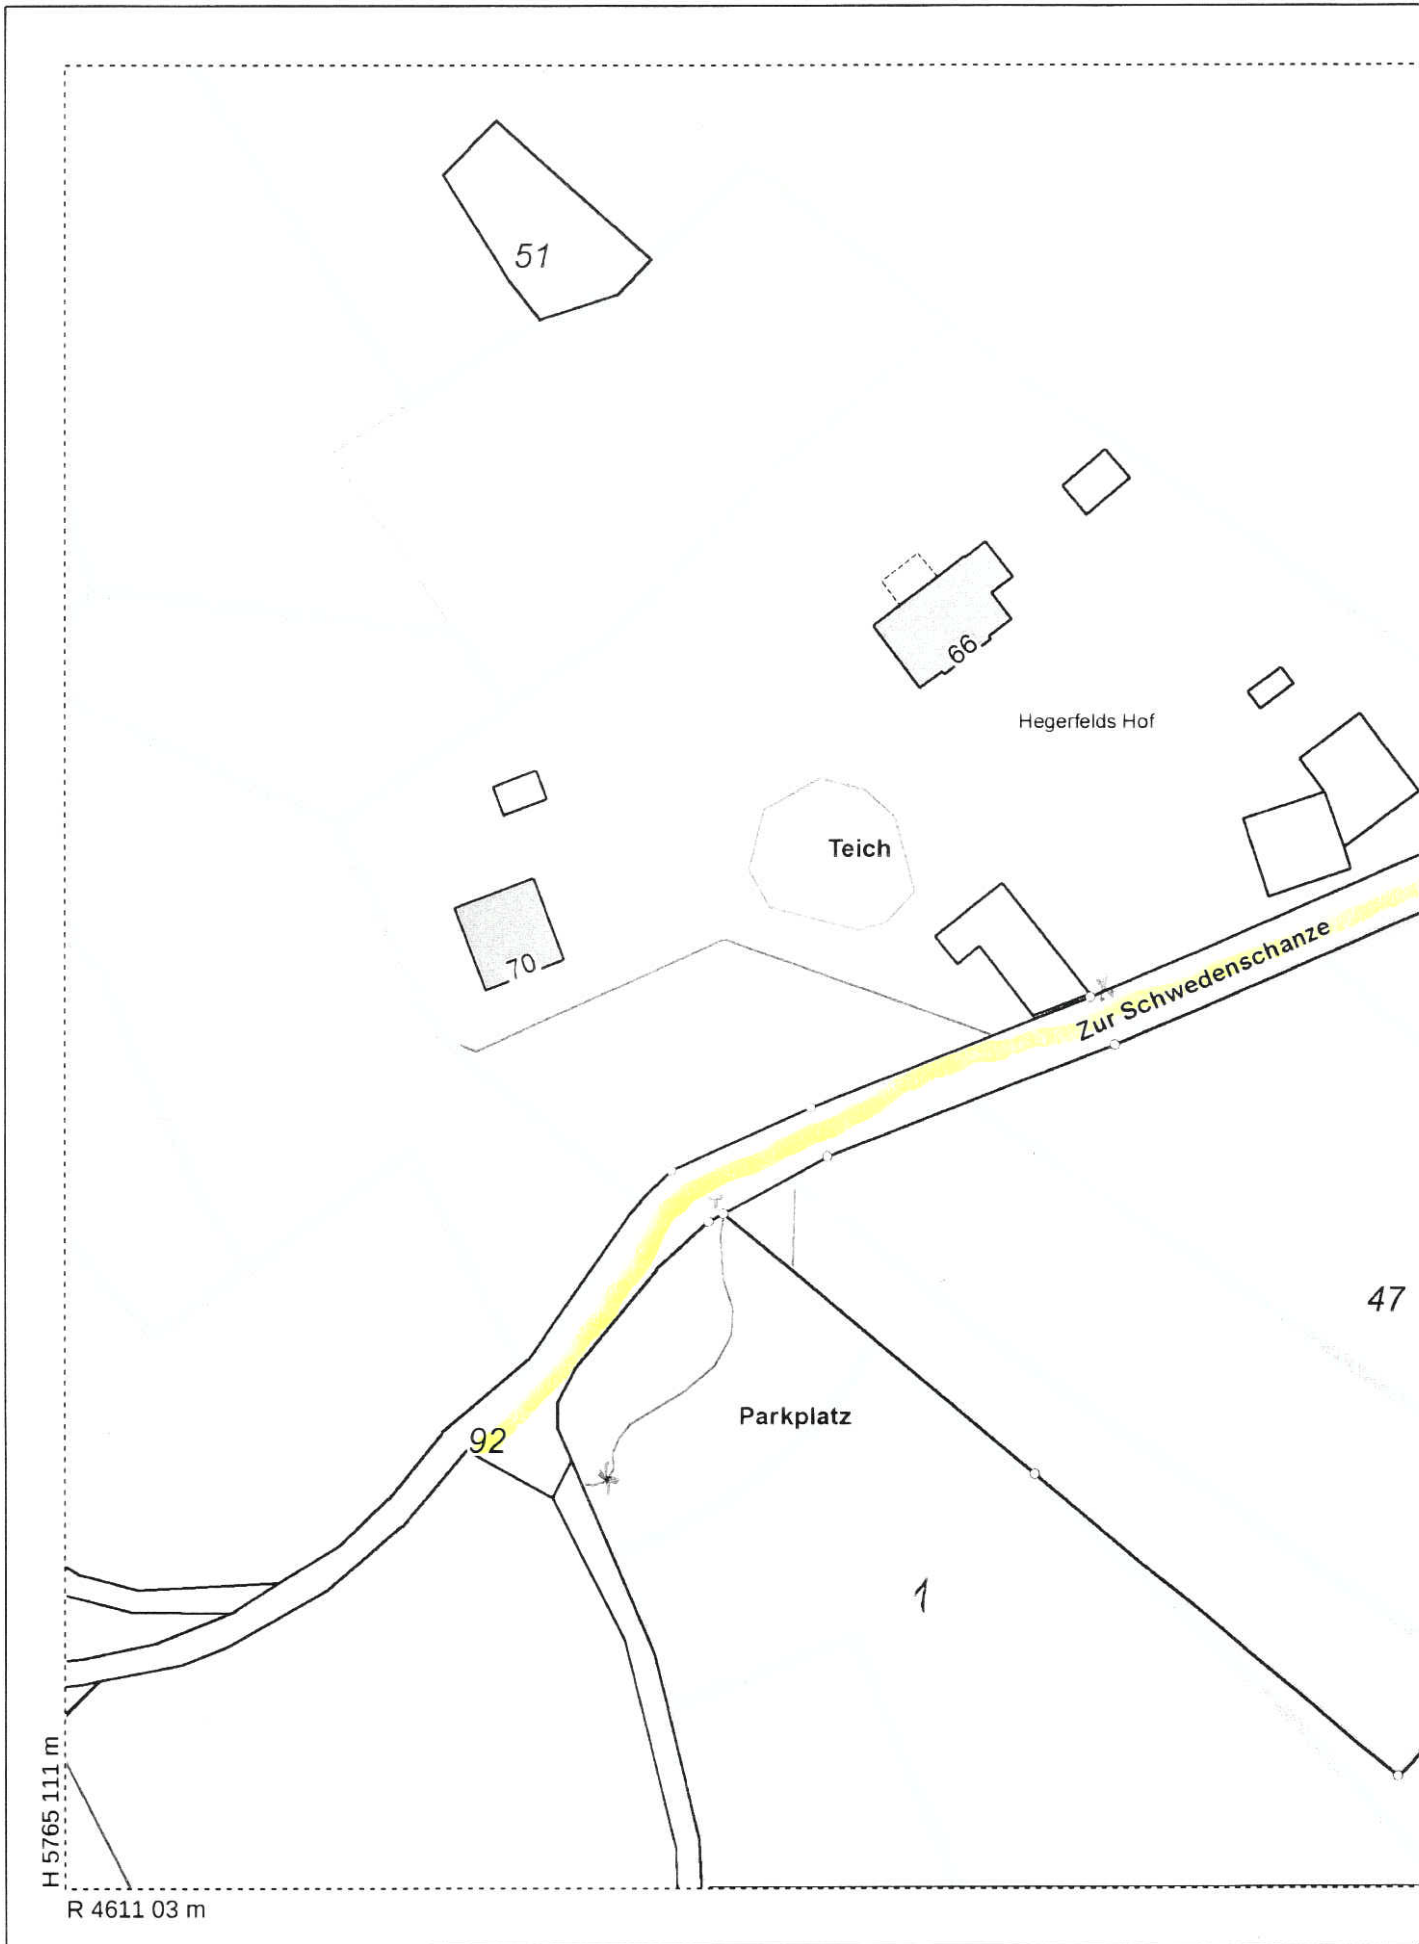 51
66
Hegerfelds Hof
Teich
70
Zur Schwedenschanze
47
Parkplatz
92
1
H 5765 111 m
R 4611 03 m